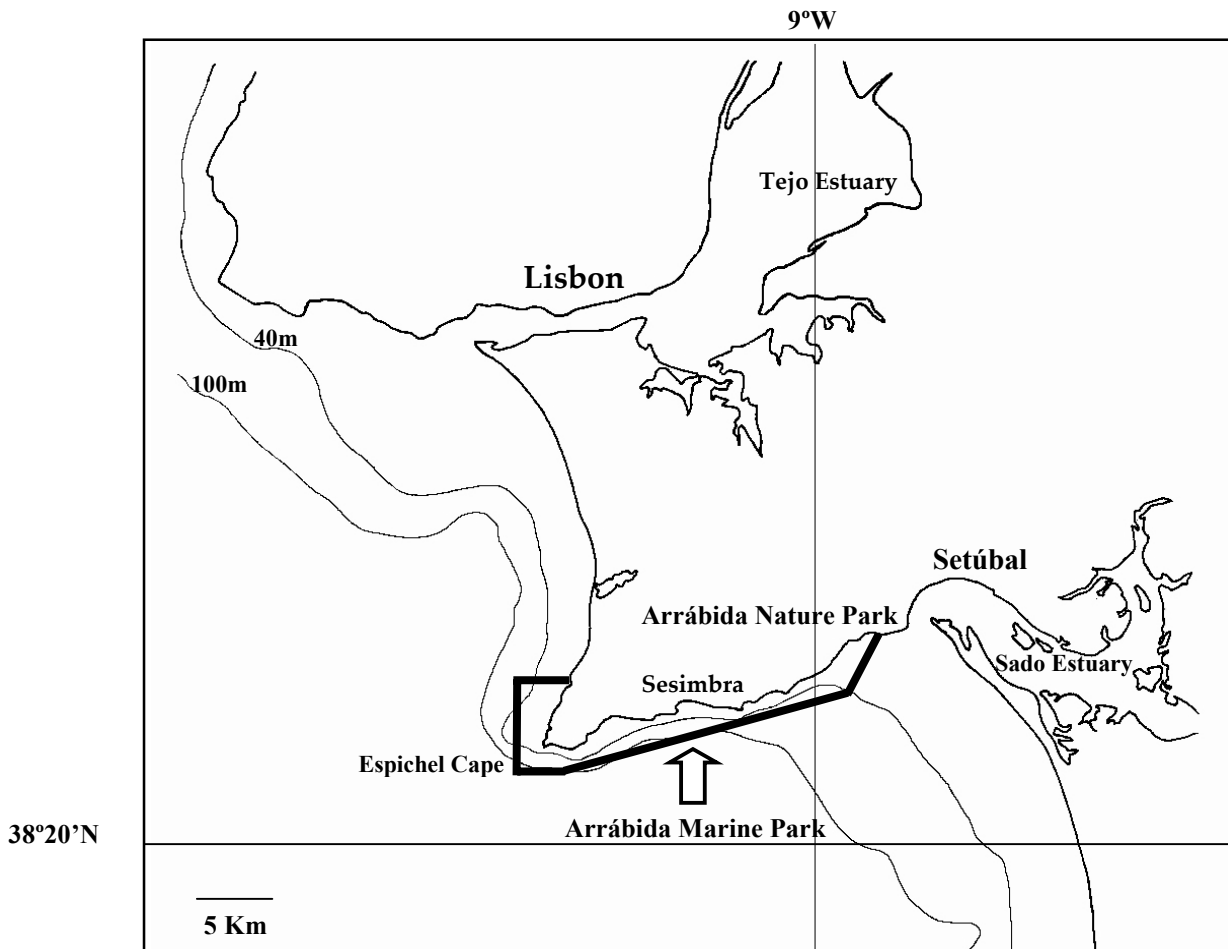 9ºW
Tejo Estuary
Lisbon
40m
100m
Setúbal
Arrábida Nature Park
Sado Estuary
Sesimbra
Espichel Cape
Arrábida Marine Park
38º20’N
5 Km